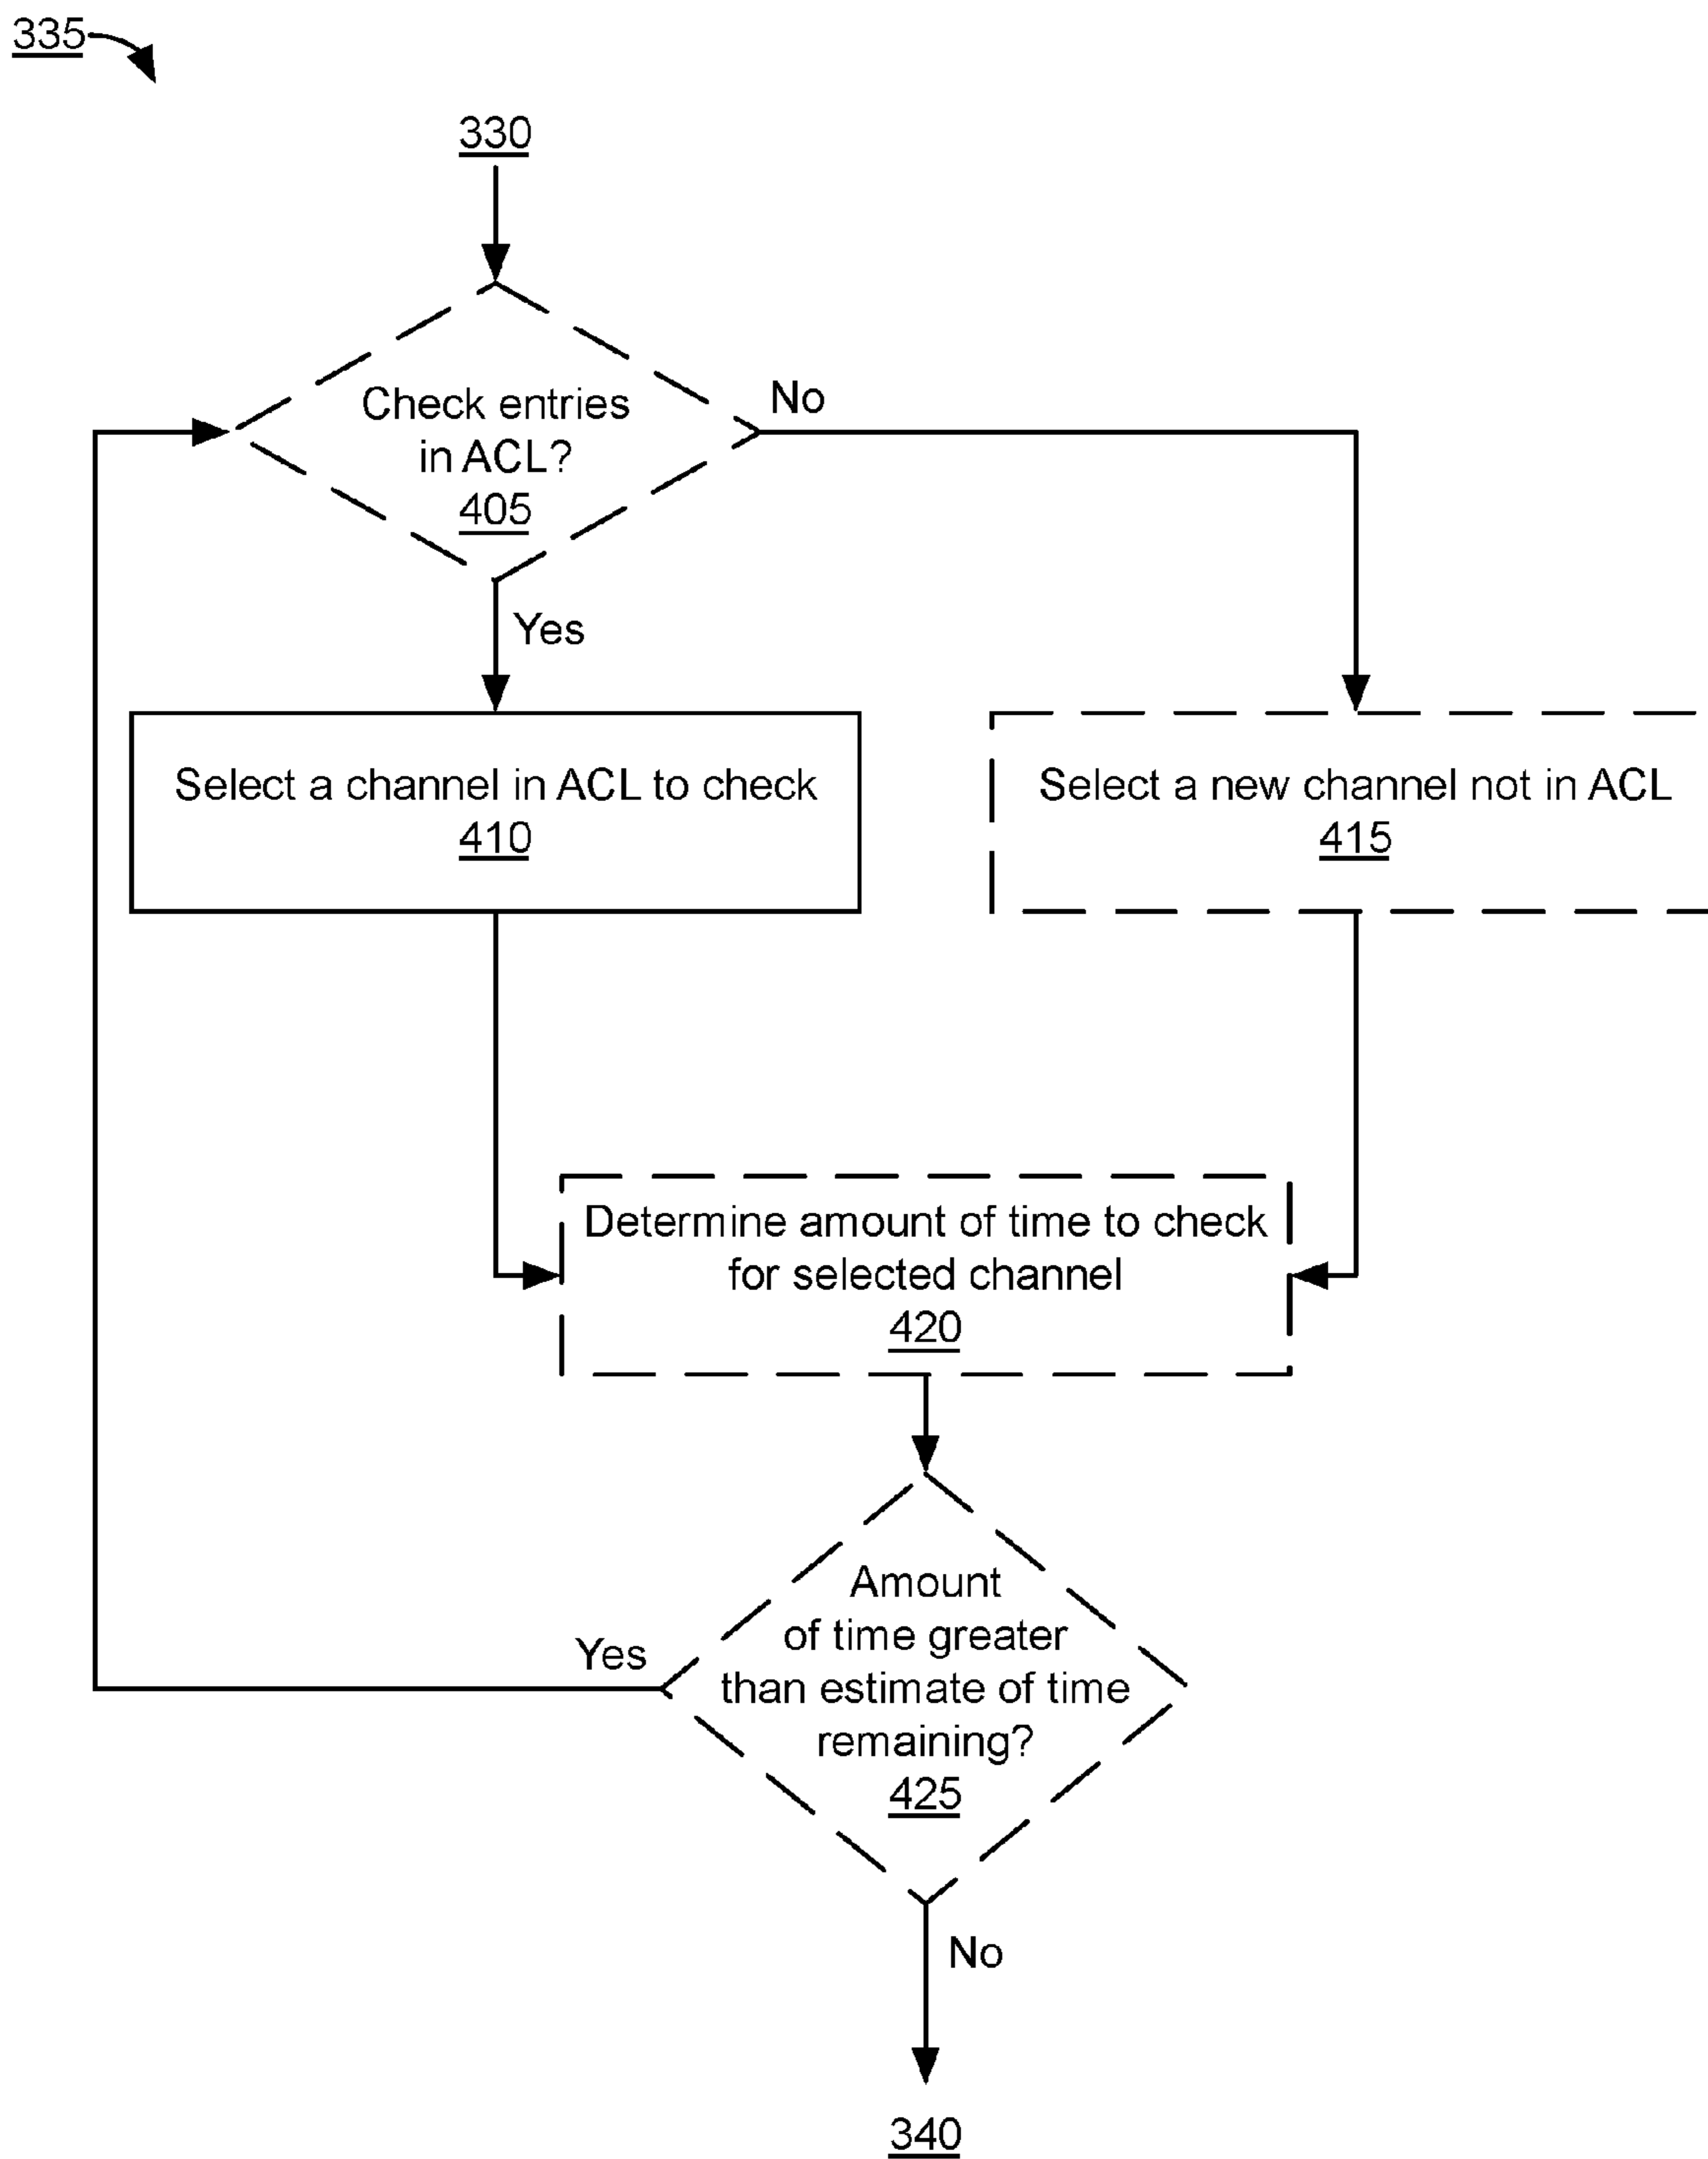 335
330
Check entries
in ACL?
405
No
Yes
Select a channel in ACL to check
410
Select a new channel not in ACL
415
Determine amount of time to check
for selected channel
420
Amount
of time greater
than estimate of time
remaining?
425
Yes
No
340